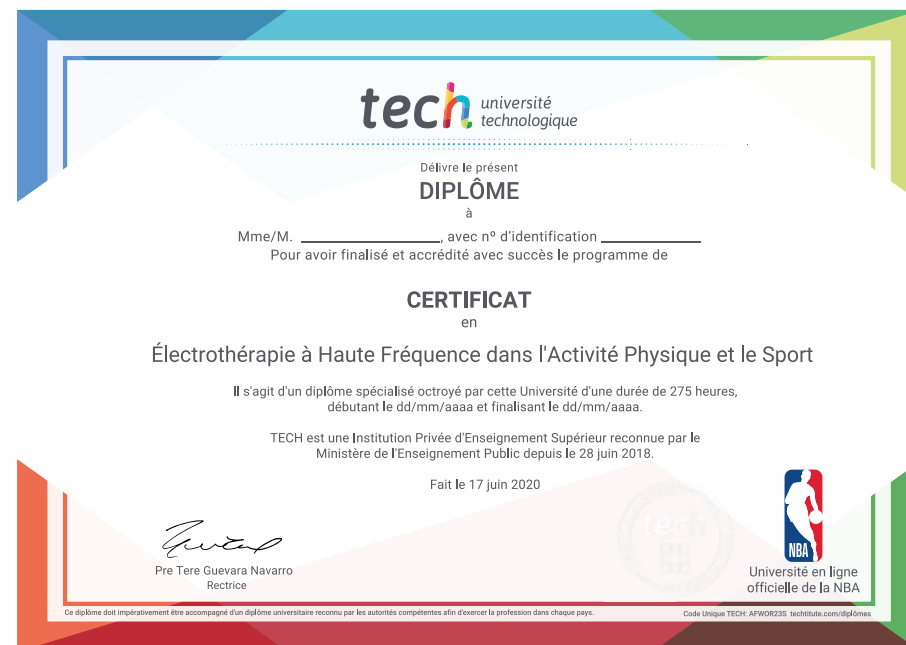 tech université
technologique
Délivre le présent
DIPLÔME
à
Mme/M. ____________________, avec nº d'identification ______________
Pour avoir finalisé et accrédité avec succès le programme de
CERTIFICAT
en
Électrothérapie à Haute Fréquence dans l'Activité Physique et le Sport
Il s'agit d'un diplôme spécialisé octroyé par cette Université d'une durée de 275 heures,
débutant le dd/mm/aaaa et finalisant le dd/mm/aaaa.
TECH est une Institution Privée d'Enseignement Supérieur reconnue par le
Ministère de l'Enseignement Public depuis le 28 juin 2018.
Fait le 17 juin 2020
tech
NBA
Pre Tere Guevara Navarro
Rectrice
Université en ligne
officielle de la NBA
Ce diplôme doit impérativement être accompagné d'un diplôme universitaire reconnu par les autorités compétentes afin d'exercer la profession dans chaque pays.
Code Unique TECH: AFWOR23S techtitute.com/diplômes